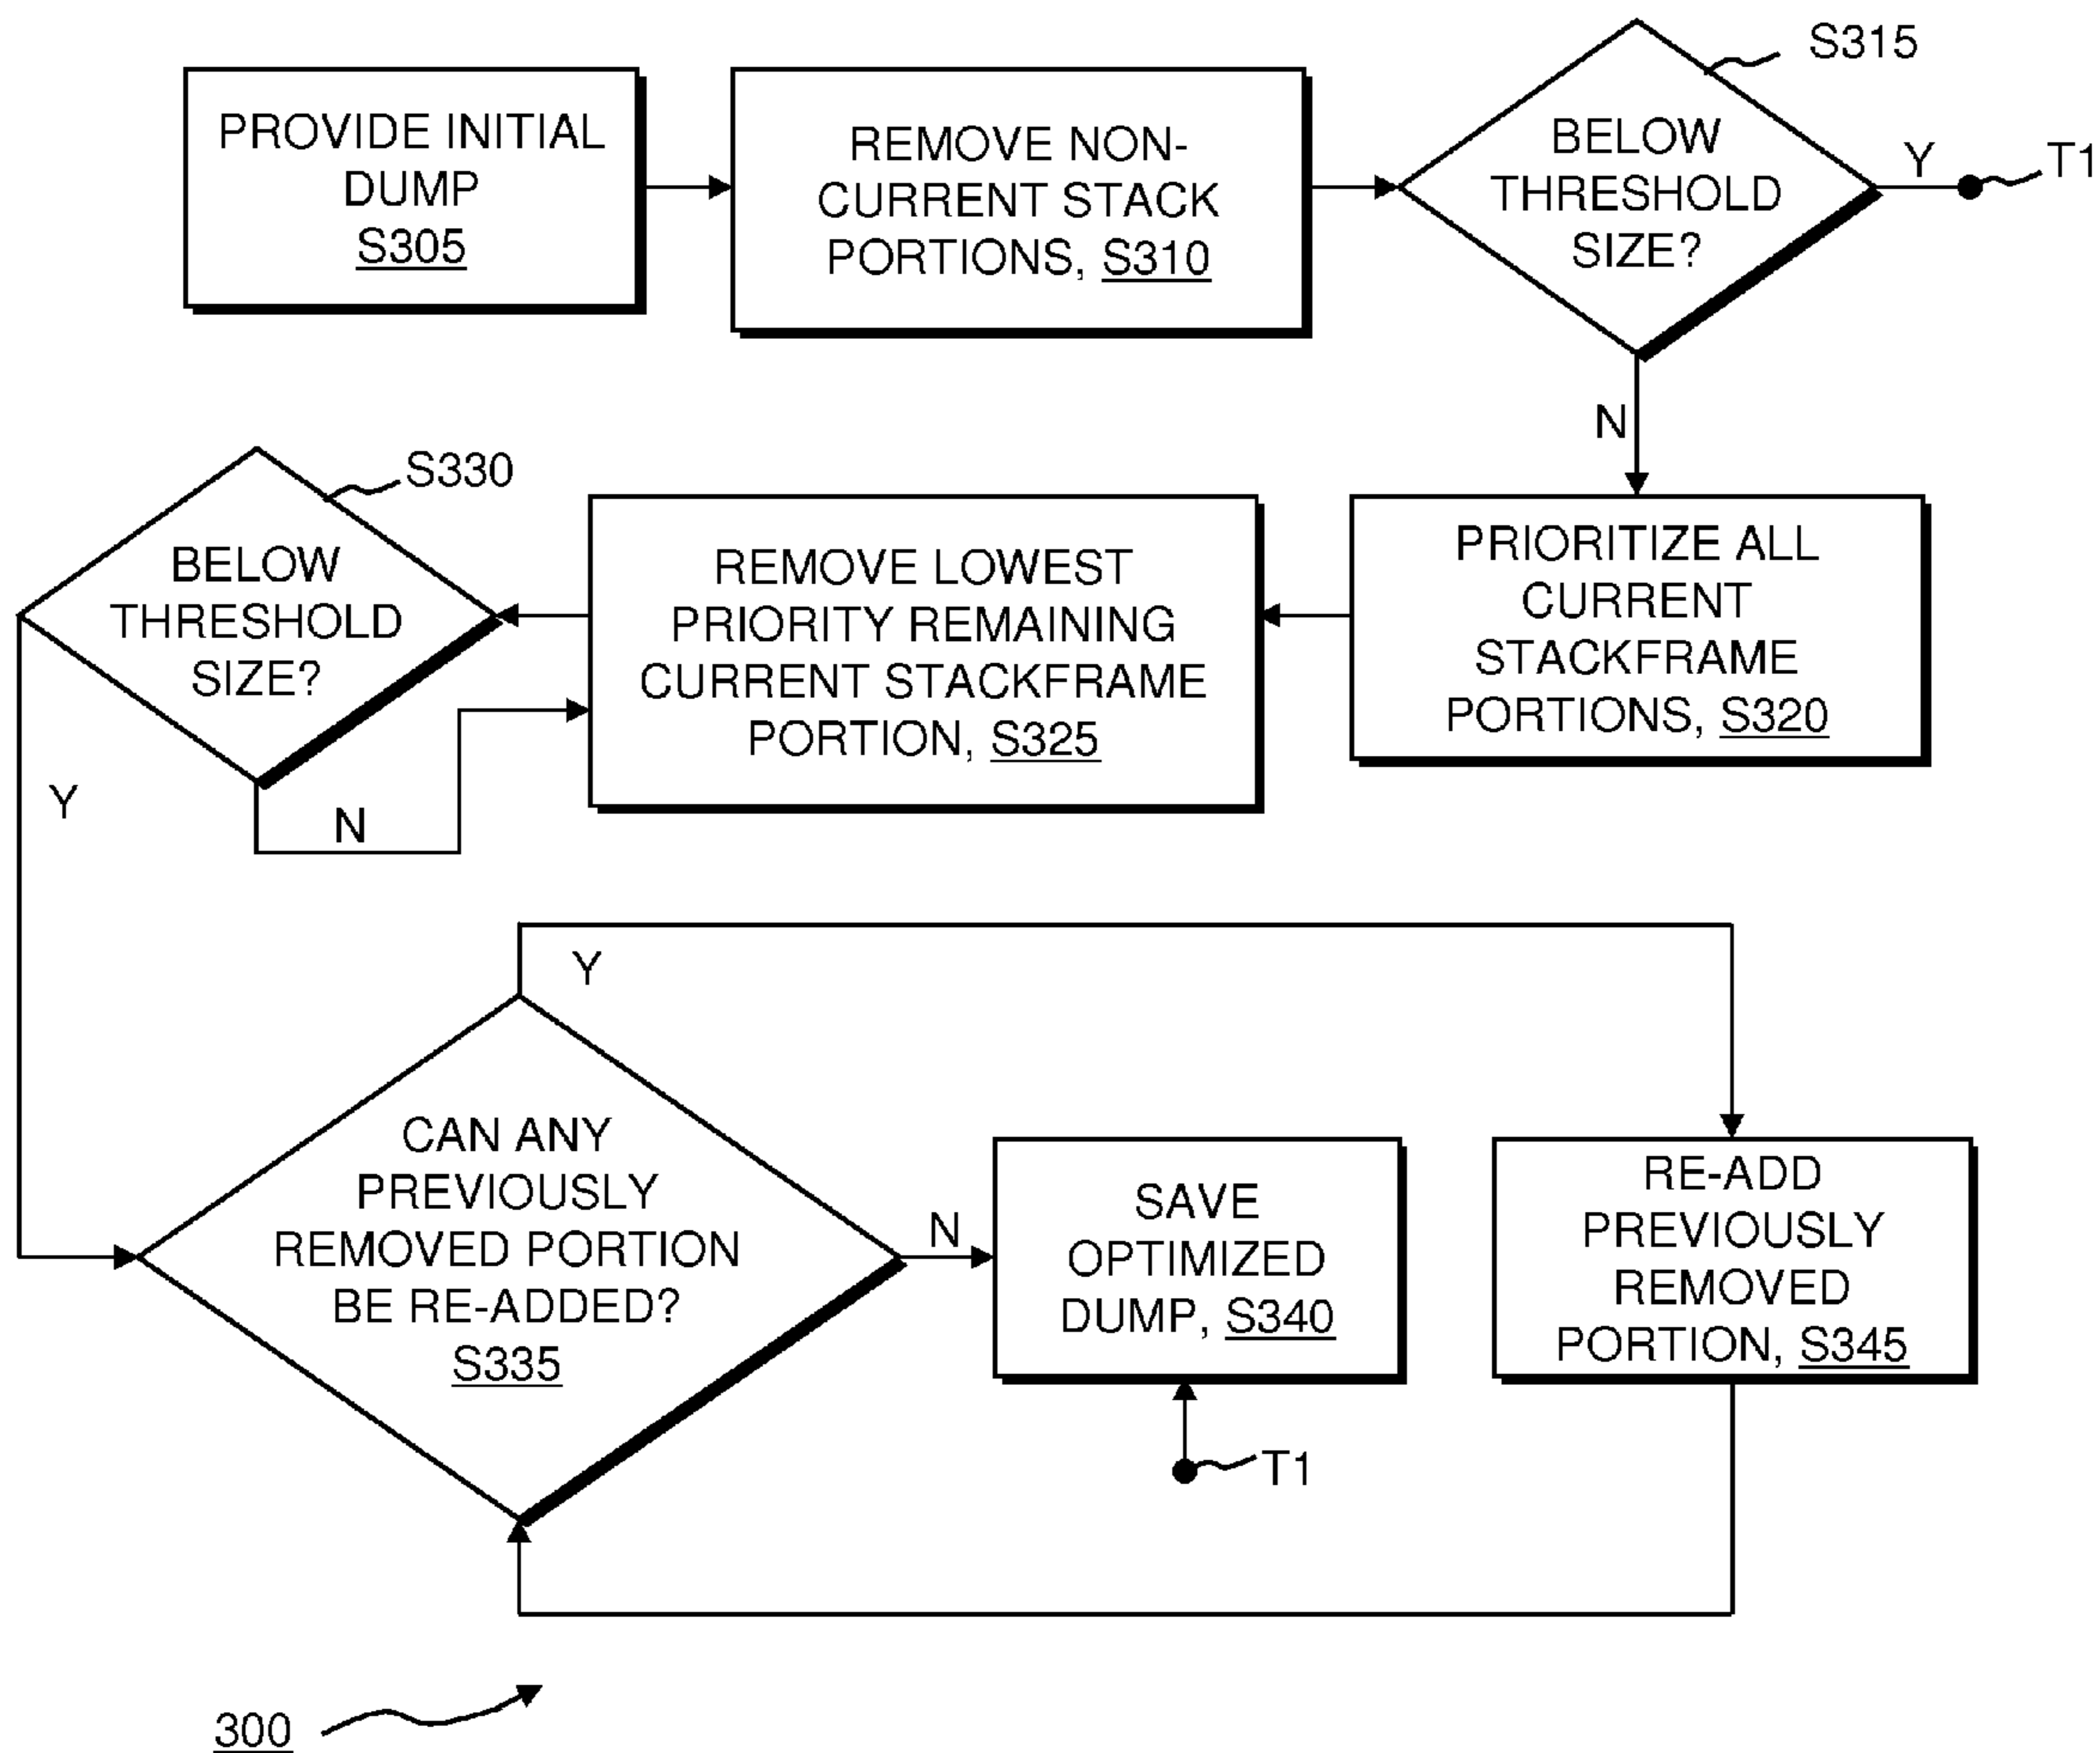 PROVIDE INITIAL
DUMP
S305
REMOVE NON-
CURRENT STACK
PORTIONS, S310
S315
BELOW
THRESHOLD
SIZE?
Y
T1
N
S330
BELOW
THRESHOLD
SIZE?
REMOVE LOWEST
PRIORITY REMAINING
CURRENT STACKFRAME
PORTION, S325
PRIORITIZE ALL
CURRENT
STACKFRAME
PORTIONS, S320
Y
N
Y
CAN ANY
PREVIOUSLY
REMOVED PORTION
BE RE-ADDED?
S335
N
SAVE
OPTIMIZED
DUMP, S340
RE-ADD
PREVIOUSLY
REMOVED
PORTION, S345
T1
300